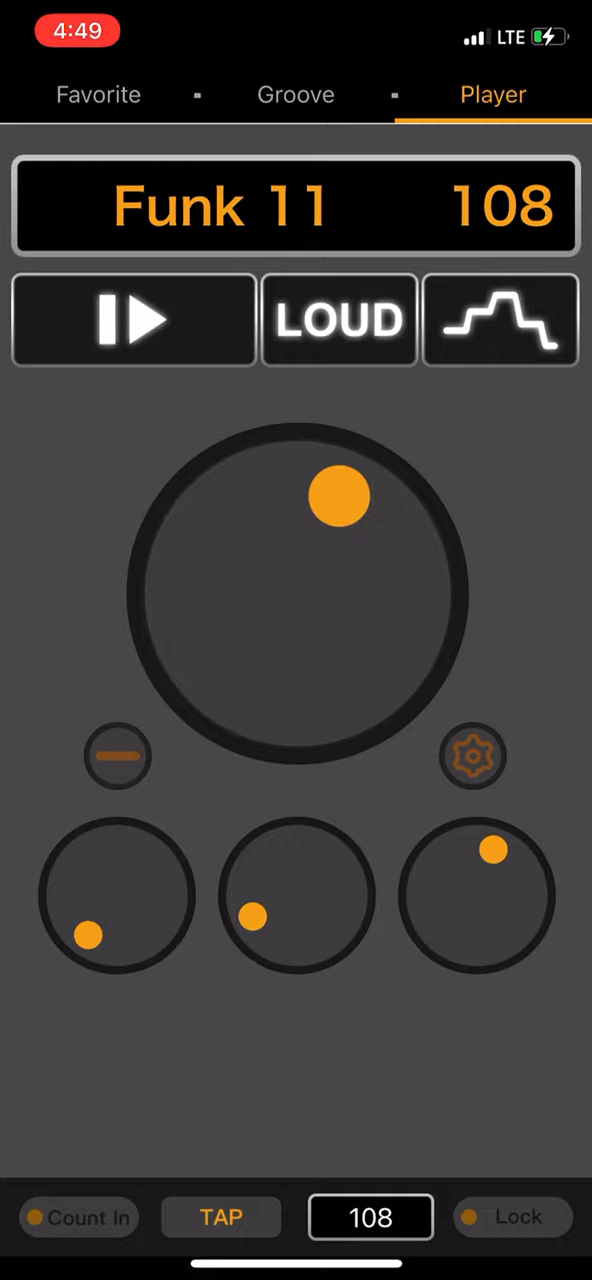 4:49
LTE
Favorite
Groove
Player
Funk 11 108
LOUD
Count In
TAP
108
Lock